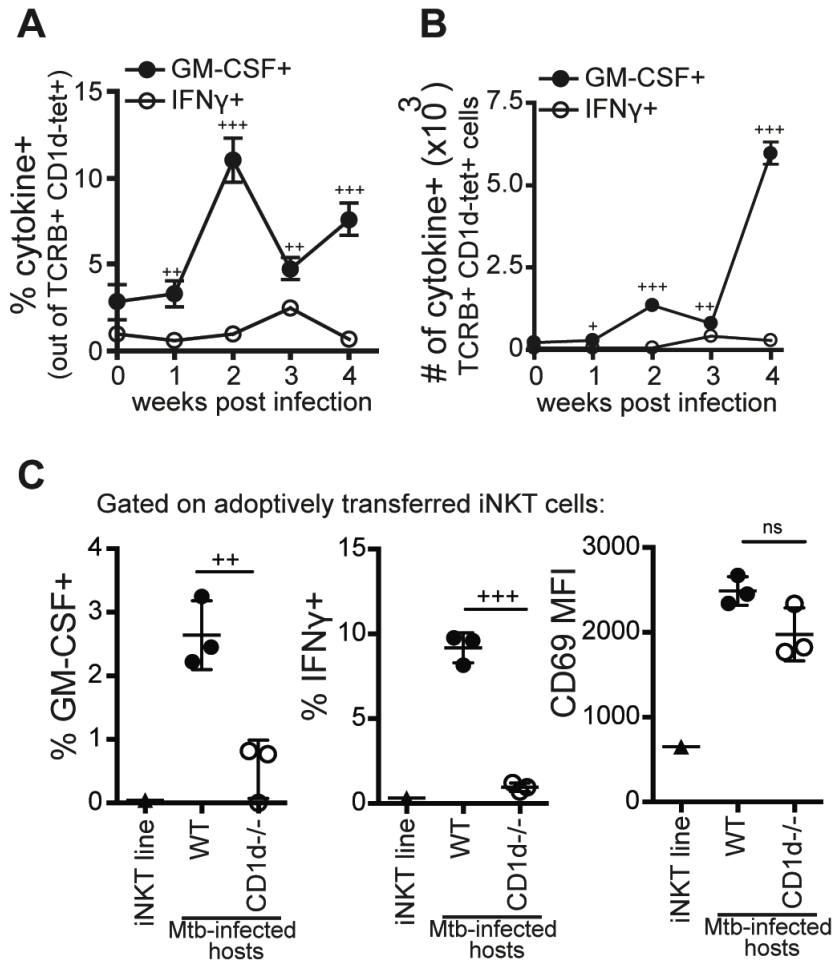 A
GM-CSF+
IFNγ+
% cytokine+
(out of TCRB+ CD1d-tet+)
15
10
5
0
+++
+++
++
++
0 1 2 3 4
weeks post infection
B
GM-CSF+
IFNγ+
# of cytokine+ (x10³)
TCRB+ CD1d-tet+ cells
7.5
5.0
2.5
0
+++
+++
++
+
0 1 2 3 4
weeks post infection
C
Gated on adoptively transferred iNKT cells:
% GM-CSF+
4
3
2
1
0
++
iNKT line
WT
CD1d-/-
Mtb-infected
hosts
% IFNγ+
15
10
5
0
+++
iNKT line
WT
CD1d-/-
Mtb-infected
hosts
CD69 MFI
3000
2000
1000
0
ns
iNKT line
WT
CD1d-/-
Mtb-infected
hosts